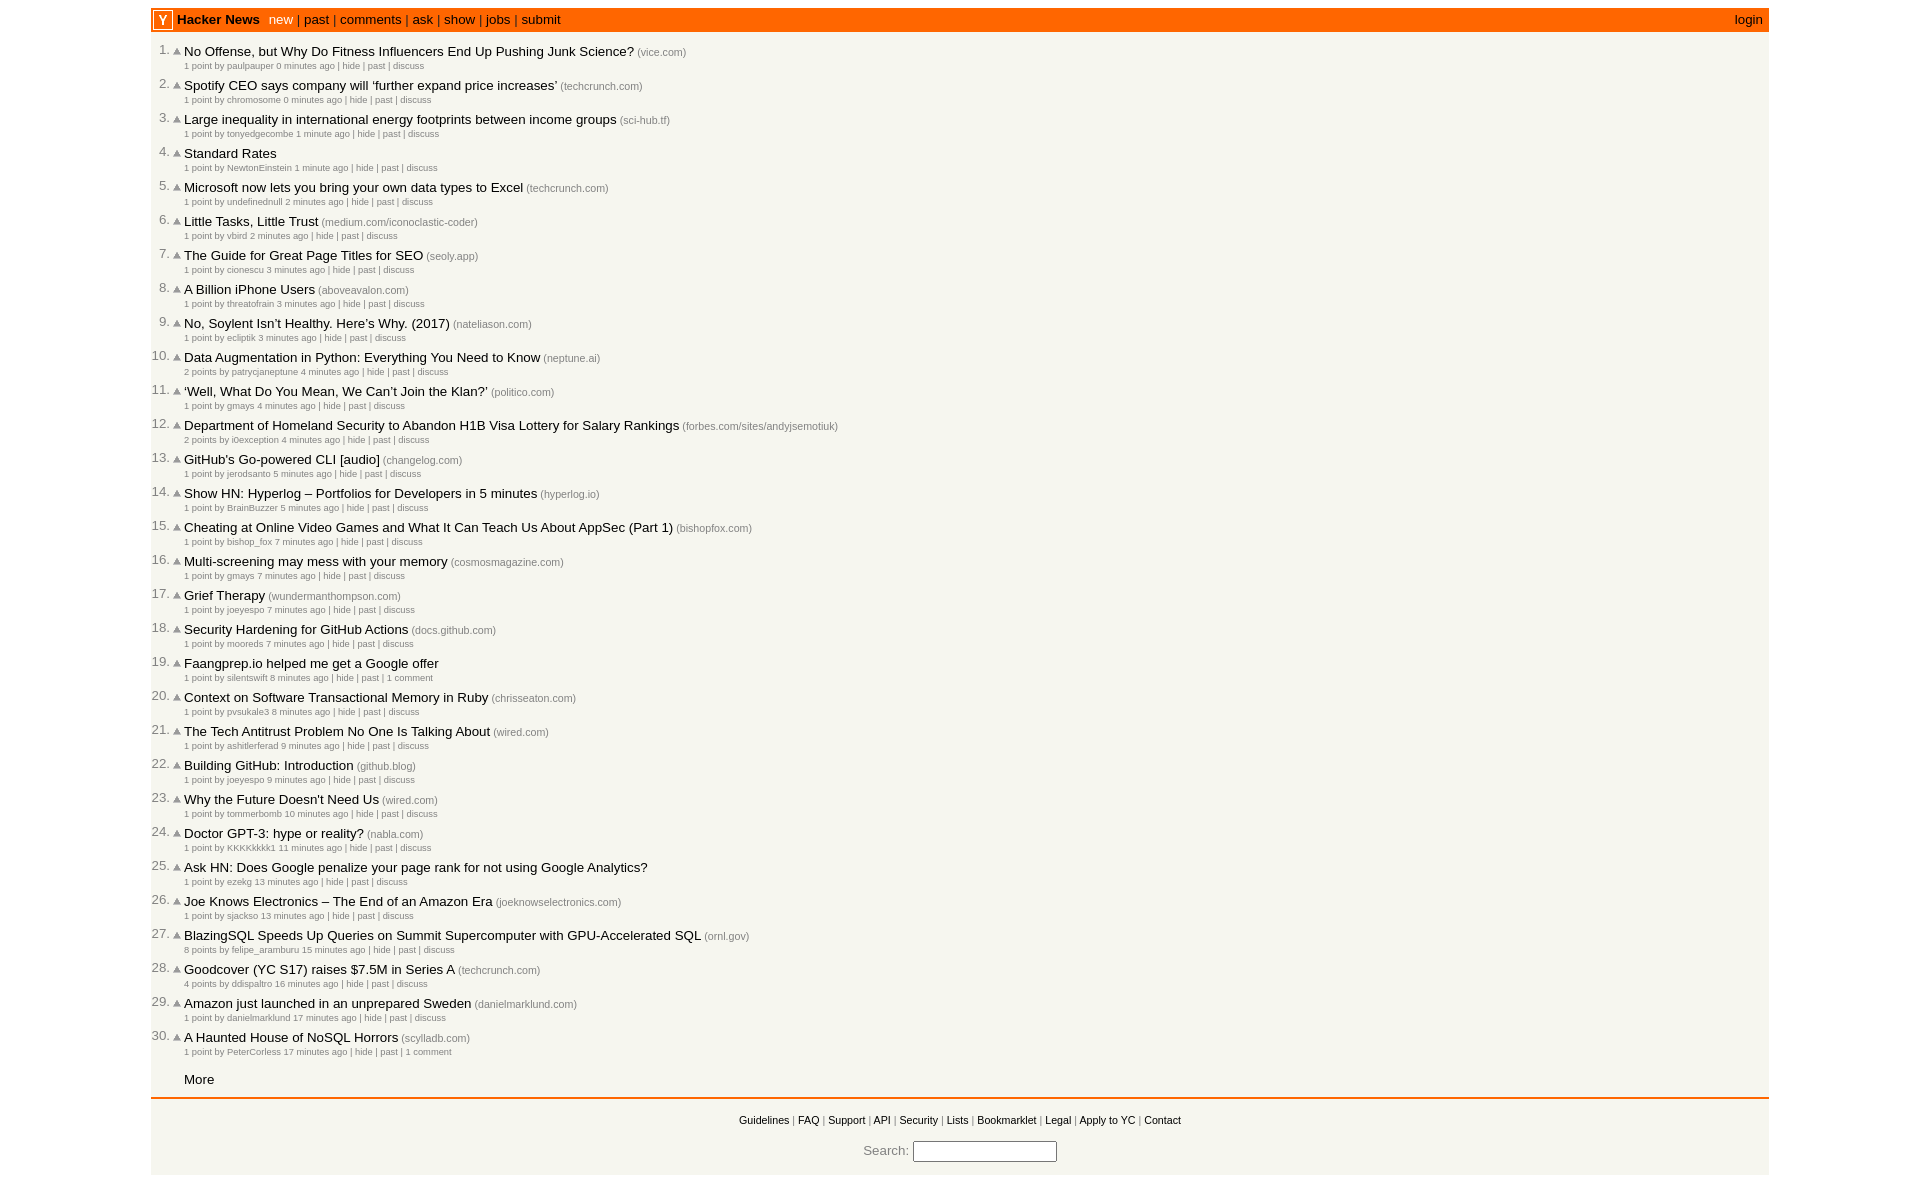 Y Hacker News new | past | comments | ask | show | jobs | submit login
1. No Offense, but Why Do Fitness Influencers End Up Pushing Junk Science? (vice.com)
1 point by paulpauper 0 minutes ago | hide | past | discuss
2. Spotify CEO says company will ‘further expand price increases’ (techcrunch.com)
1 point by chromosome 0 minutes ago | hide | past | discuss
3. Large inequality in international energy footprints between income groups (sci-hub.tf)
1 point by tonyedgecombe 1 minute ago | hide | past | discuss
4. Standard Rates
1 point by NewtonEinstein 1 minute ago | hide | past | discuss
5. Microsoft now lets you bring your own data types to Excel (techcrunch.com)
1 point by undefinednull 2 minutes ago | hide | past | discuss
6. Little Tasks, Little Trust (medium.com/iconoclastic-coder)
1 point by vbird 2 minutes ago | hide | past | discuss
7. The Guide for Great Page Titles for SEO (seoly.app)
1 point by cionescu 3 minutes ago | hide | past | discuss
8. A Billion iPhone Users (aboveavalon.com)
1 point by threatofrain 3 minutes ago | hide | past | discuss
9. No, Soylent Isn’t Healthy. Here’s Why. (2017) (nateliason.com)
1 point by ecliptik 3 minutes ago | hide | past | discuss
10. Data Augmentation in Python: Everything You Need to Know (neptune.ai)
2 points by patrycjaneptune 4 minutes ago | hide | past | discuss
11. ‘Well, What Do You Mean, We Can’t Join the Klan?’ (politico.com)
1 point by gmays 4 minutes ago | hide | past | discuss
12. Department of Homeland Security to Abandon H1B Visa Lottery for Salary Rankings (forbes.com/sites/andyjsemotiuk)
2 points by i0exception 4 minutes ago | hide | past | discuss
13. GitHub's Go-powered CLI [audio] (changelog.com)
1 point by jerodsanto 5 minutes ago | hide | past | discuss
14. Show HN: Hyperlog – Portfolios for Developers in 5 minutes (hyperlog.io)
1 point by BrainBuzzer 5 minutes ago | hide | past | discuss
15. Cheating at Online Video Games and What It Can Teach Us About AppSec (Part 1) (bishopfox.com)
1 point by bishop_fox 7 minutes ago | hide | past | discuss
16. Multi-screening may mess with your memory (cosmosmagazine.com)
1 point by gmays 7 minutes ago | hide | past | discuss
17. Grief Therapy (wundermanthompson.com)
1 point by joeyespo 7 minutes ago | hide | past | discuss
18. Security Hardening for GitHub Actions (docs.github.com)
1 point by mooreds 7 minutes ago | hide | past | discuss
19. Faangprep.io helped me get a Google offer
1 point by silentswift 8 minutes ago | hide | past | 1 comment
20. Context on Software Transactional Memory in Ruby (chrisseaton.com)
1 point by pvsukale3 8 minutes ago | hide | past | discuss
21. The Tech Antitrust Problem No One Is Talking About (wired.com)
1 point by ashitlerferad 9 minutes ago | hide | past | discuss
22. Building GitHub: Introduction (github.blog)
1 point by joeyespo 9 minutes ago | hide | past | discuss
23. Why the Future Doesn't Need Us (wired.com)
1 point by tommerbomb 10 minutes ago | hide | past | discuss
24. Doctor GPT-3: hype or reality? (nabla.com)
1 point by KKKKkkkk1 11 minutes ago | hide | past | discuss
25. Ask HN: Does Google penalize your page rank for not using Google Analytics?
1 point by ezekg 13 minutes ago | hide | past | discuss
26. Joe Knows Electronics – The End of an Amazon Era (joeknowselectronics.com)
1 point by sjackso 13 minutes ago | hide | past | discuss
27. BlazingSQL Speeds Up Queries on Summit Supercomputer with GPU-Accelerated SQL (ornl.gov)
8 points by felipe_aramburu 15 minutes ago | hide | past | discuss
28. Goodcover (YC S17) raises $7.5M in Series A (techcrunch.com)
4 points by ddispaltro 16 minutes ago | hide | past | discuss
29. Amazon just launched in an unprepared Sweden (danielmarklund.com)
1 point by danielmarklund 17 minutes ago | hide | past | discuss
30. A Haunted House of NoSQL Horrors (scylladb.com)
1 point by PeterCorless 17 minutes ago | hide | past | 1 comment
More
Guidelines | FAQ | Support | API | Security | Lists | Bookmarklet | Legal | Apply to YC | Contact
Search: